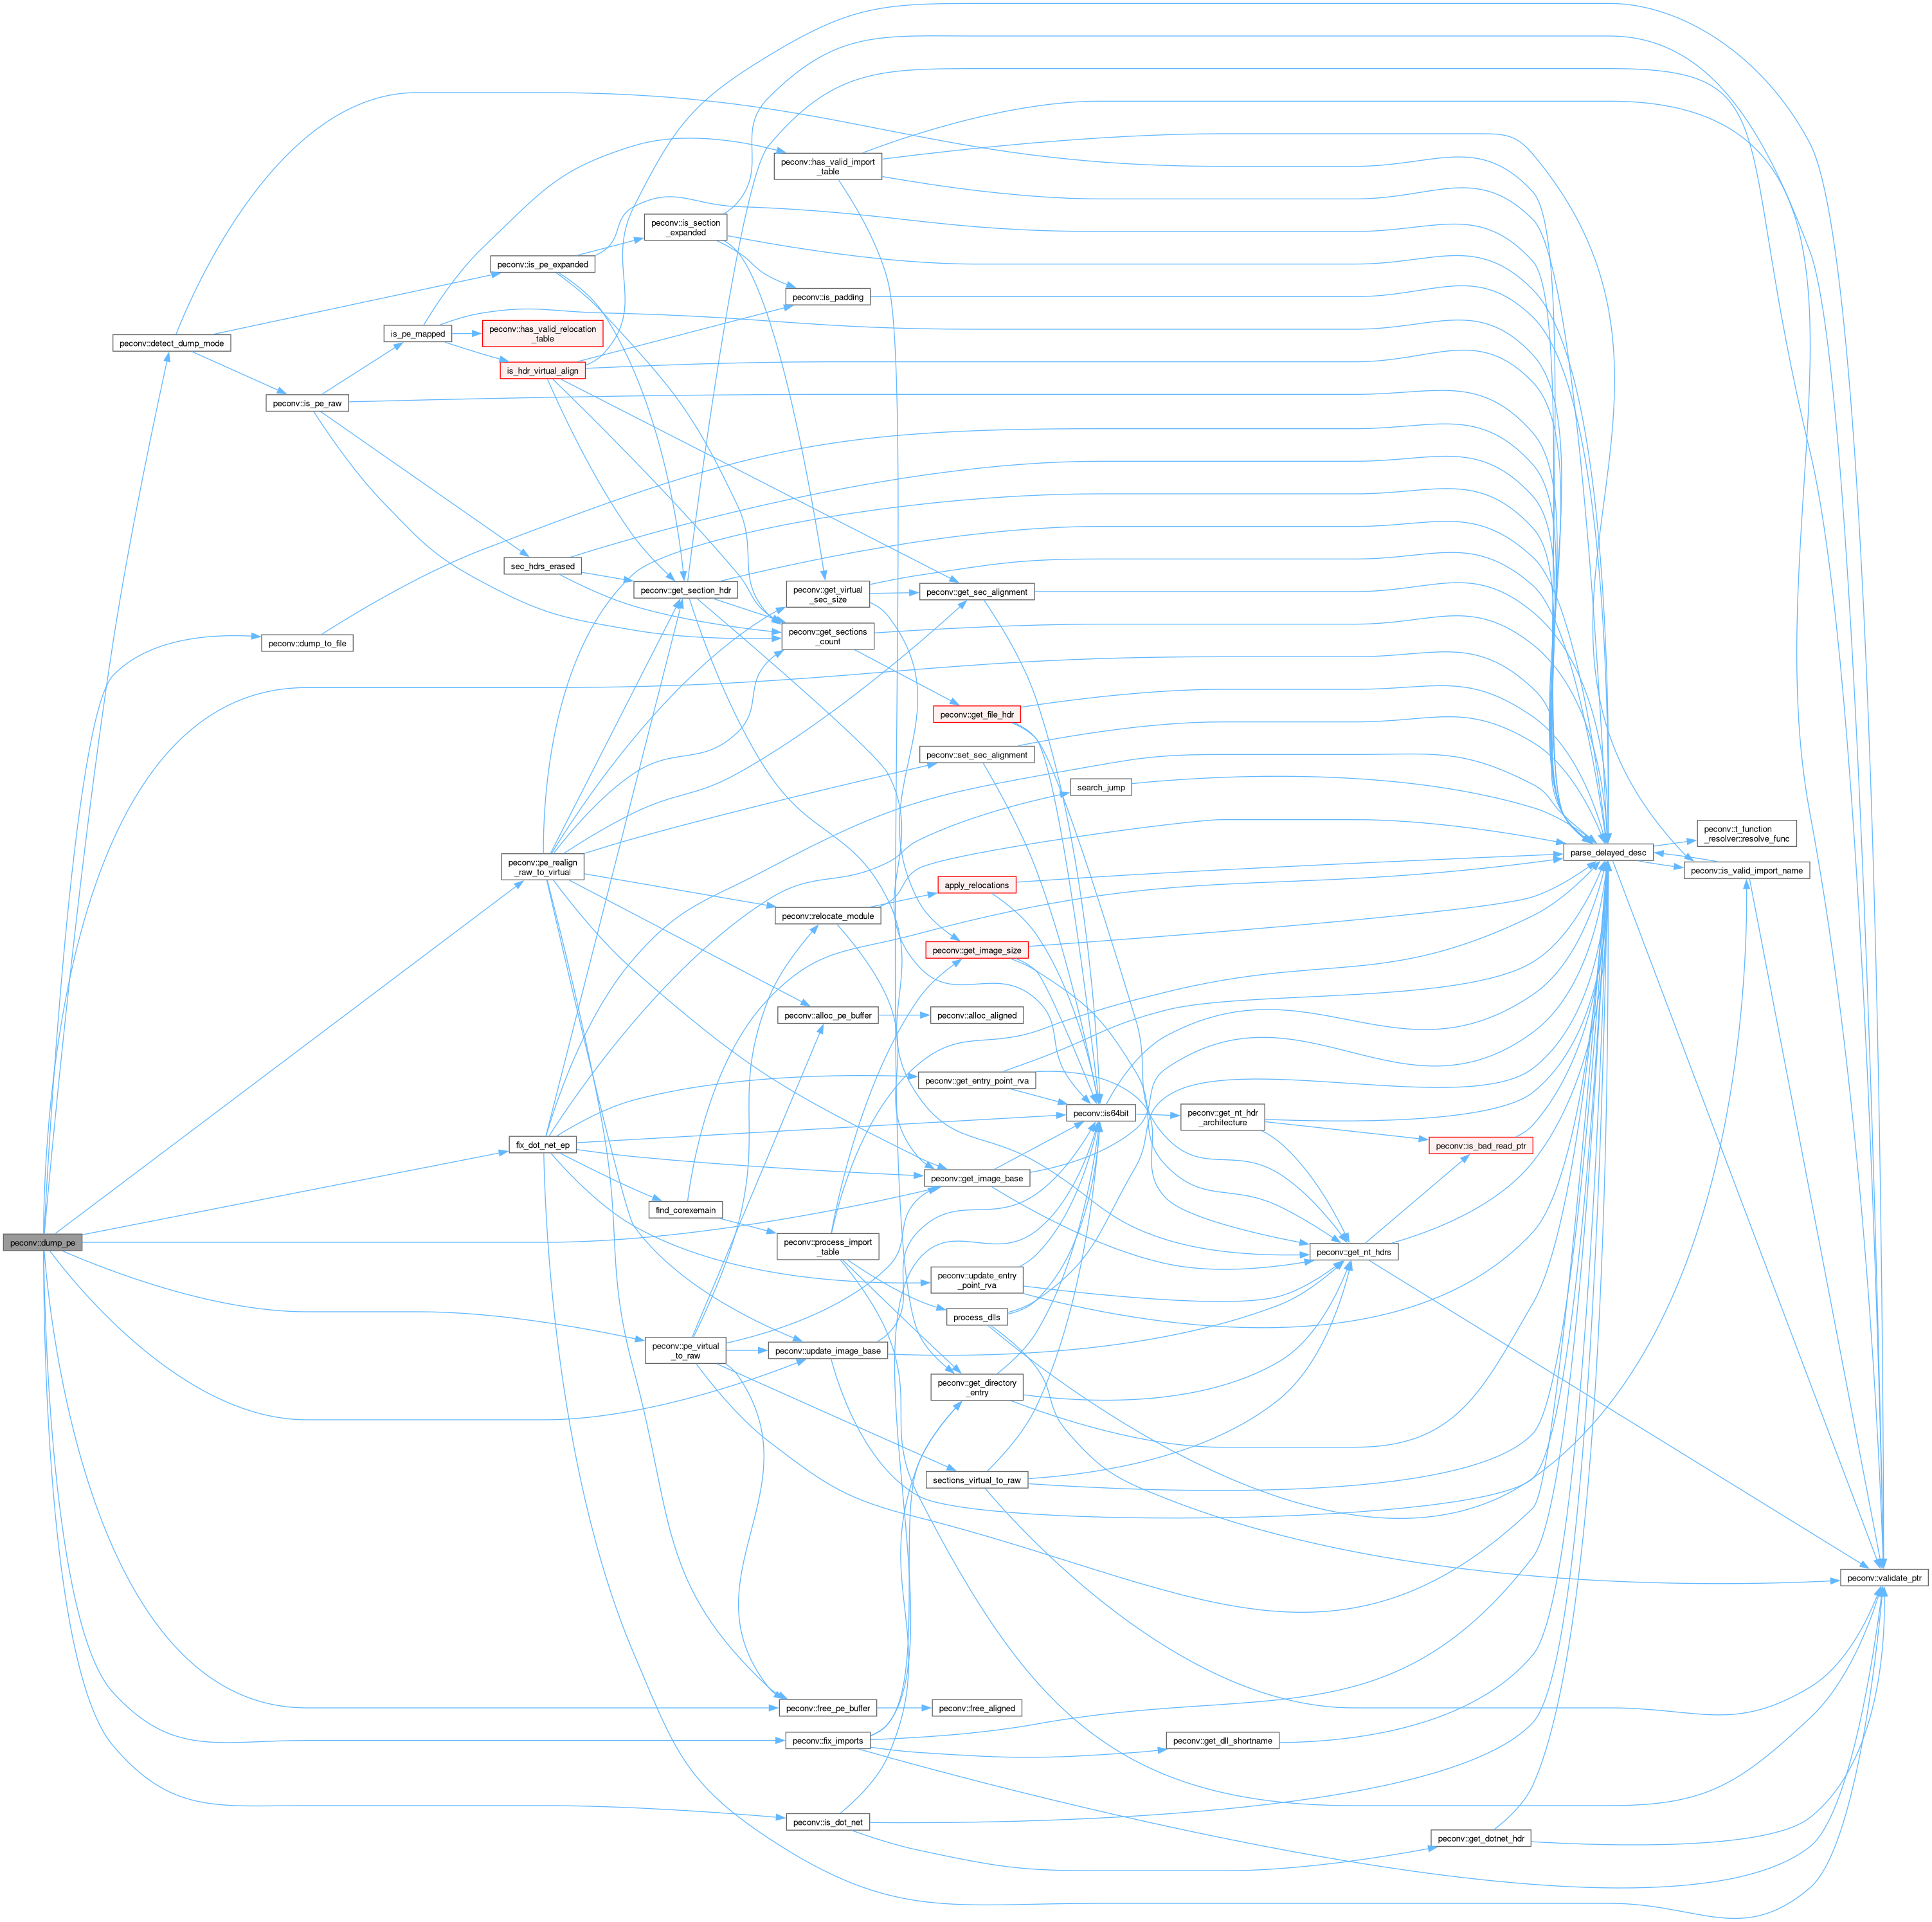 peconv::has_valid_import
_table
peconv::is_section
_expanded
peconv::is_pe_expanded
peconv::is_padding
is_pe_mapped
peconv::has_valid_relocation
_table
peconv::detect_dump_mode
is_hdr_virtual_align
peconv::is_pe_raw
sec_hdrs_erased
peconv::get_section_hdr
peconv::get_virtual
_sec_size
peconv::get_sec_alignment
peconv::dump_to_file
peconv::get_sections
_count
peconv::get_file_hdr
peconv::set_sec_alignment
search_jump
peconv::t_function
_resolver::resolve_func
parse_delayed_desc
peconv::is_valid_import_name
peconv::pe_realign
_raw_to_virtual
apply_relocations
peconv::relocate_module
peconv::get_image_size
peconv::alloc_pe_buffer
peconv::alloc_aligned
peconv::get_entry_point_rva
peconv::is64bit
peconv::get_nt_hdr
_architecture
peconv::is_bad_read_ptr
fix_dot_net_ep
peconv::get_image_base
find_corexemain
peconv::dump_pe
peconv::process_import
_table
peconv::get_nt_hdrs
peconv::update_entry
_point_rva
process_dlls
peconv::pe_virtual
_to_raw
peconv::update_image_base
peconv::get_directory
_entry
sections_virtual_to_raw
peconv::validate_ptr
peconv::free_pe_buffer
peconv::free_aligned
peconv::fix_imports
peconv::get_dll_shortname
peconv::is_dot_net
peconv::get_dotnet_hdr